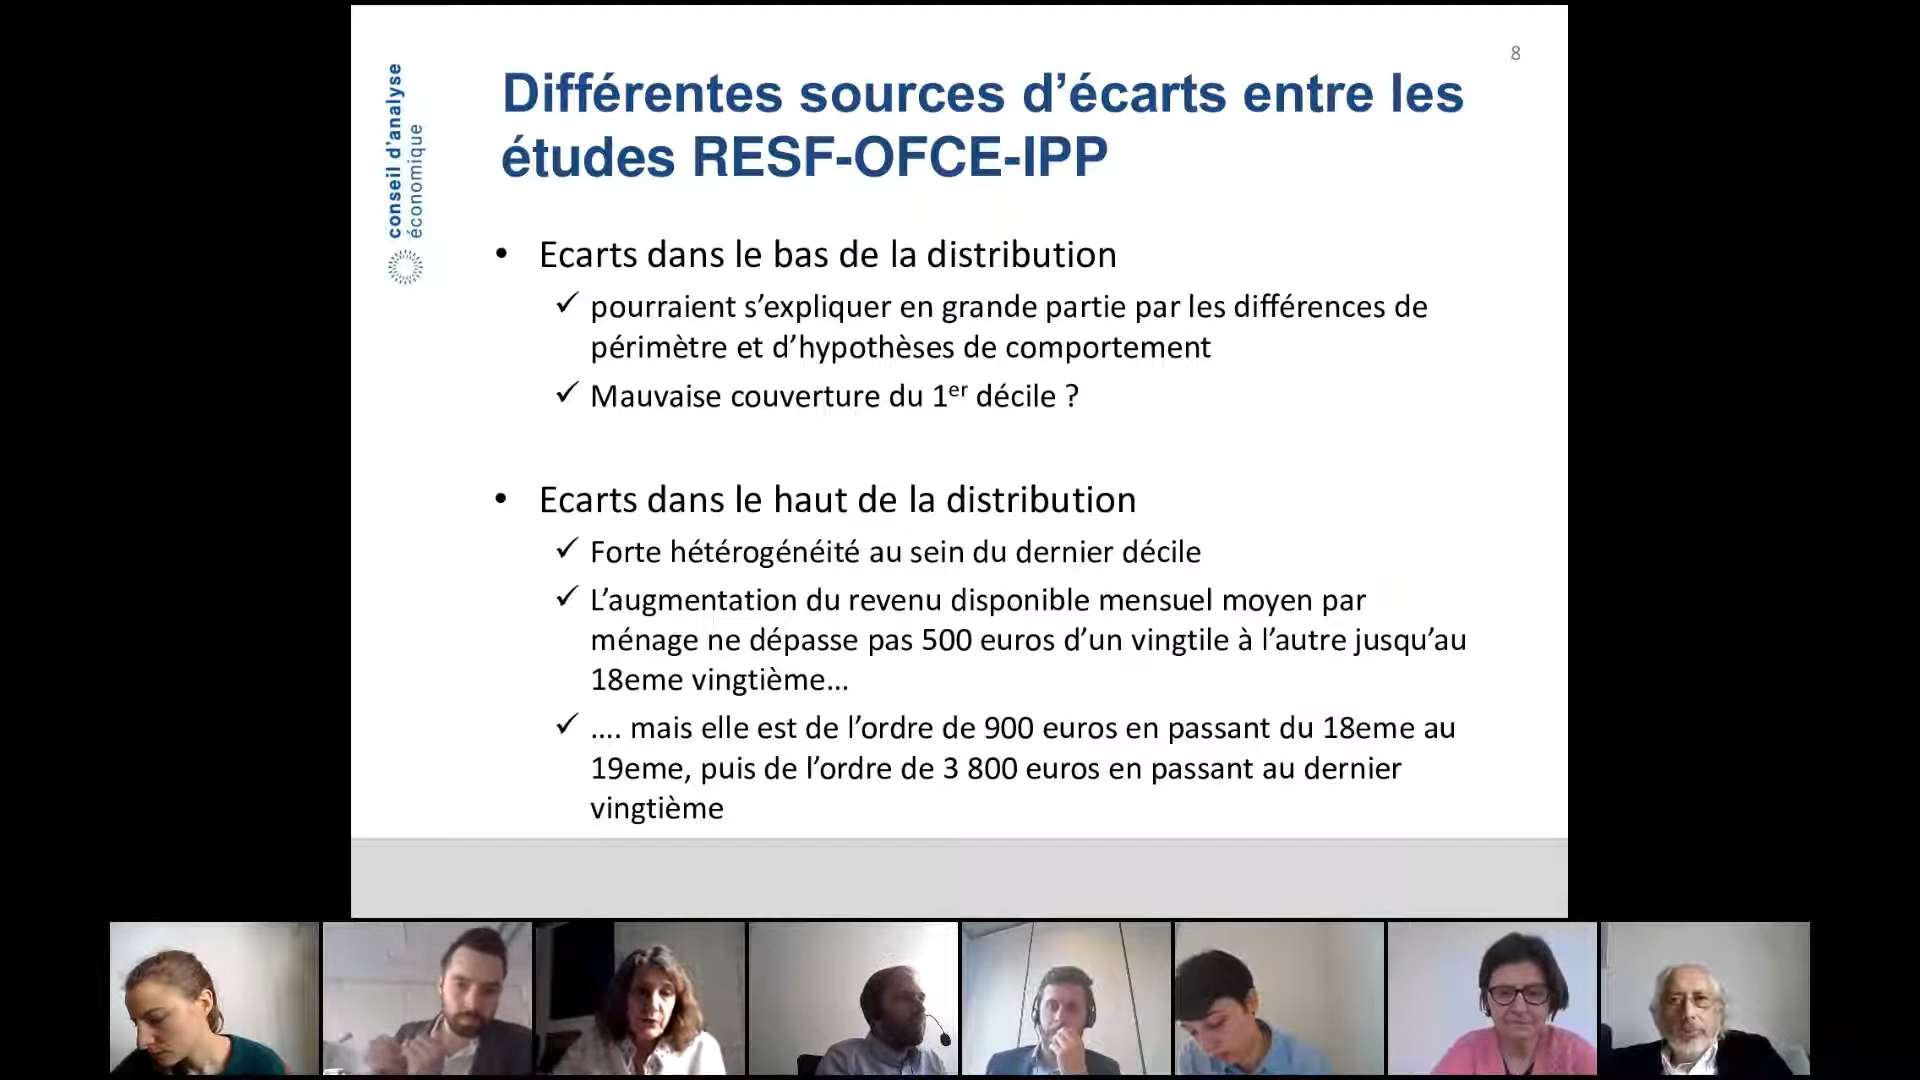 8
conseil d'analyse
économique
Différentes sources d’écarts entre les
études RESF-OFCE-IPP
• Ecarts dans le bas de la distribution
✓ pourraient s’expliquer en grande partie par les différences de
périmètre et d’hypothèses de comportement
✓ Mauvaise couverture du 1er décile ?
• Ecarts dans le haut de la distribution
✓ Forte hétérogénéité au sein du dernier décile
✓ L’augmentation du revenu disponible mensuel moyen par
ménage ne dépasse pas 500 euros d’un vingtile à l’autre jusqu’au
18eme vingtième...
✓ .... mais elle est de l’ordre de 900 euros en passant du 18eme au
19eme, puis de l’ordre de 3 800 euros en passant au dernier
vingtième